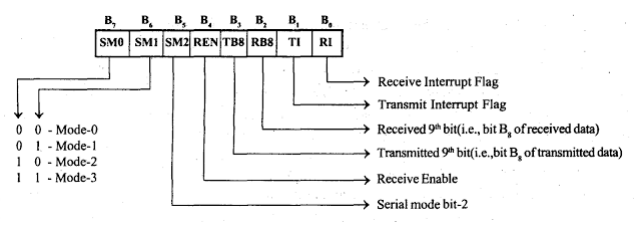 B₇ B₆ B₅ B₄ B₃ B₂ B₁ B₀
SM0 SM1 SM2 REN TB8 RB8 TI RI
Receive Interrupt Flag
Transmit Interrupt Flag
0 0 - Mode-0
Received 9th bit(i.e., bit B₈ of received data)
0 1 - Mode-1
Transmitted 9th bit(i.e.,bit B₈ of transmitted data)
1 0 - Mode-2
1 1 - Mode-3
Receive Enable
Serial mode bit-2